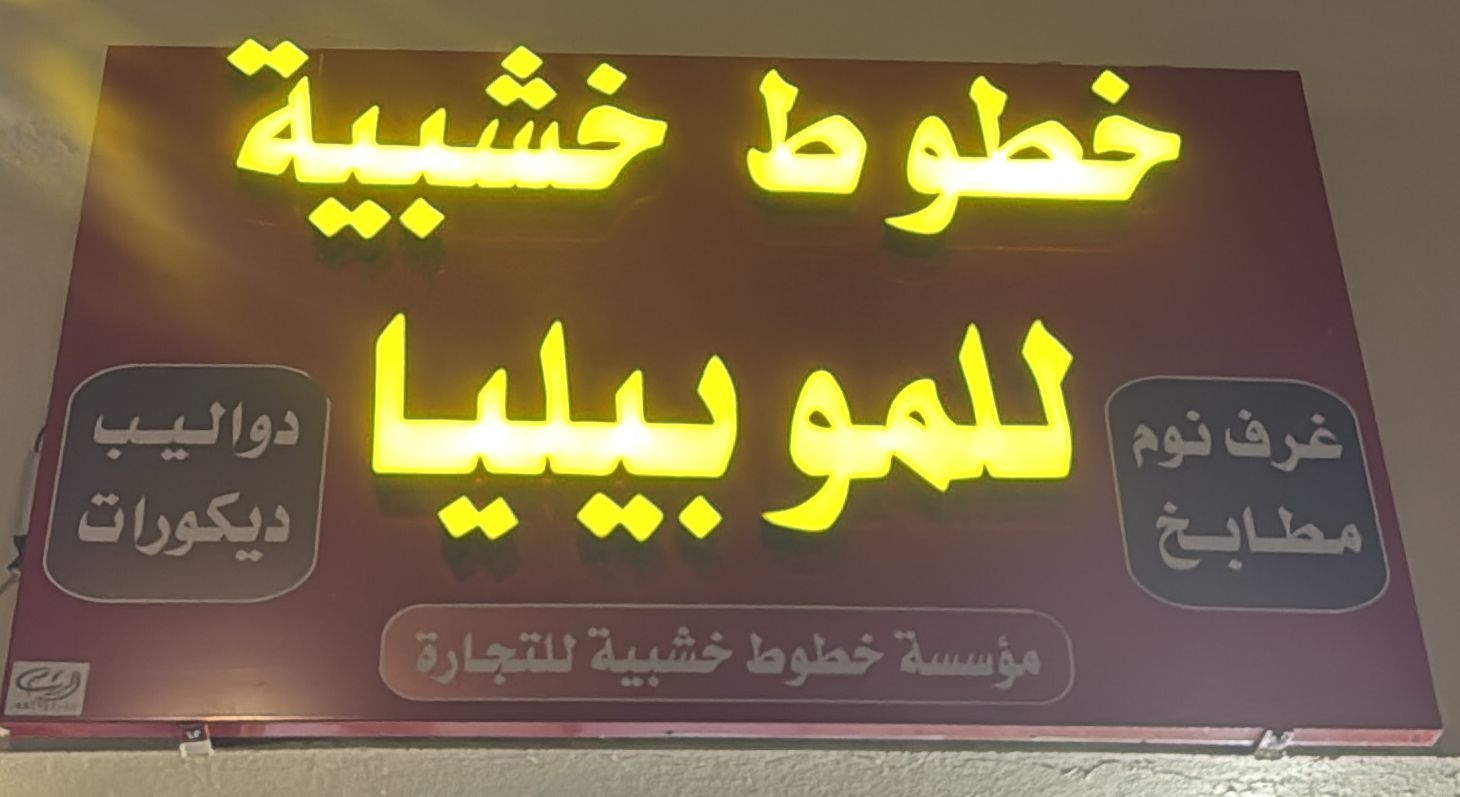 خطوط خشبية
للموبيليا
غرف نوم
مطابخ
دواليب
ديكورات
مؤسسة خطوط خشبية للتجارة